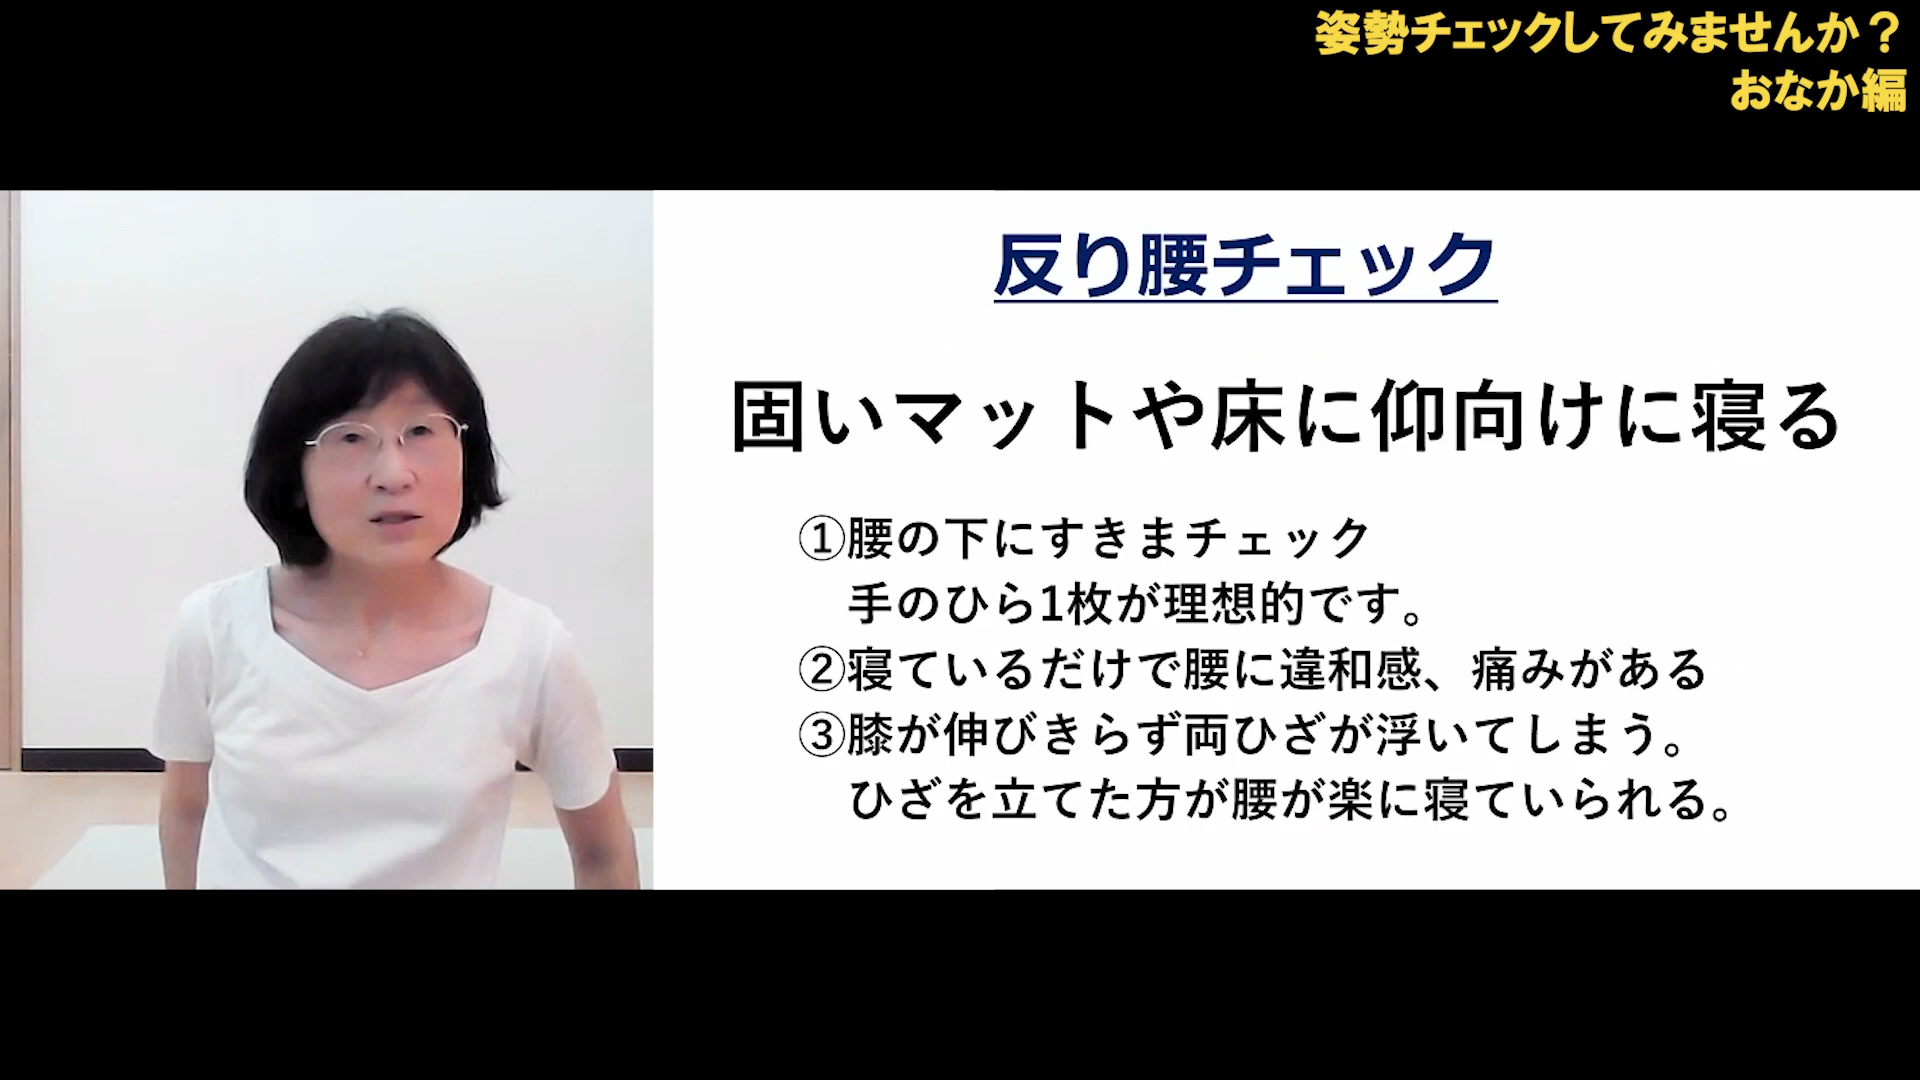 姿勢チェックしてみませんか？
おなか編
反り腰チェック
固いマットや床に仰向けに寝る
①腰の下にすきまチェック
手のひら1枚が理想的です。
②寝ているだけで腰に違和感、痛みがある
③膝が伸びきらず両ひざが浮いてしまう。
ひざを立てた方が腰が楽に寝ていられる。